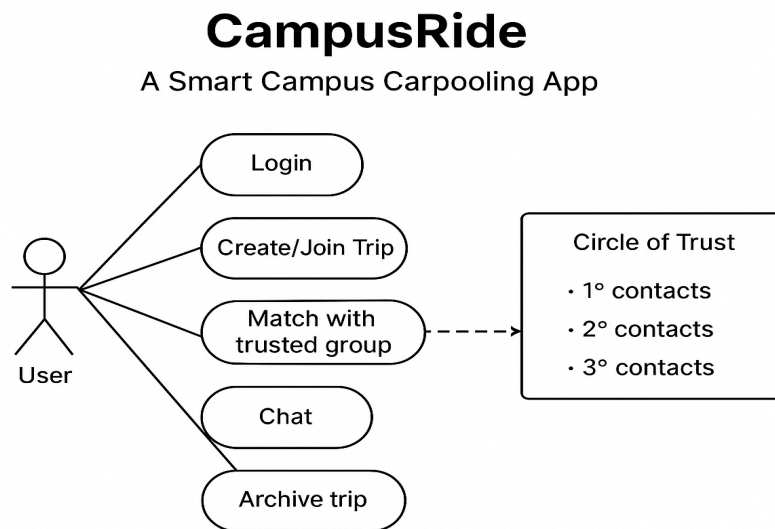 CampusRide
A Smart Campus Carpooling App
Login
Create/Join Trip
Match with
trusted group
Chat
Archive trip
User
Circle of Trust
· 1° contacts
· 2° contacts
· 3° contacts